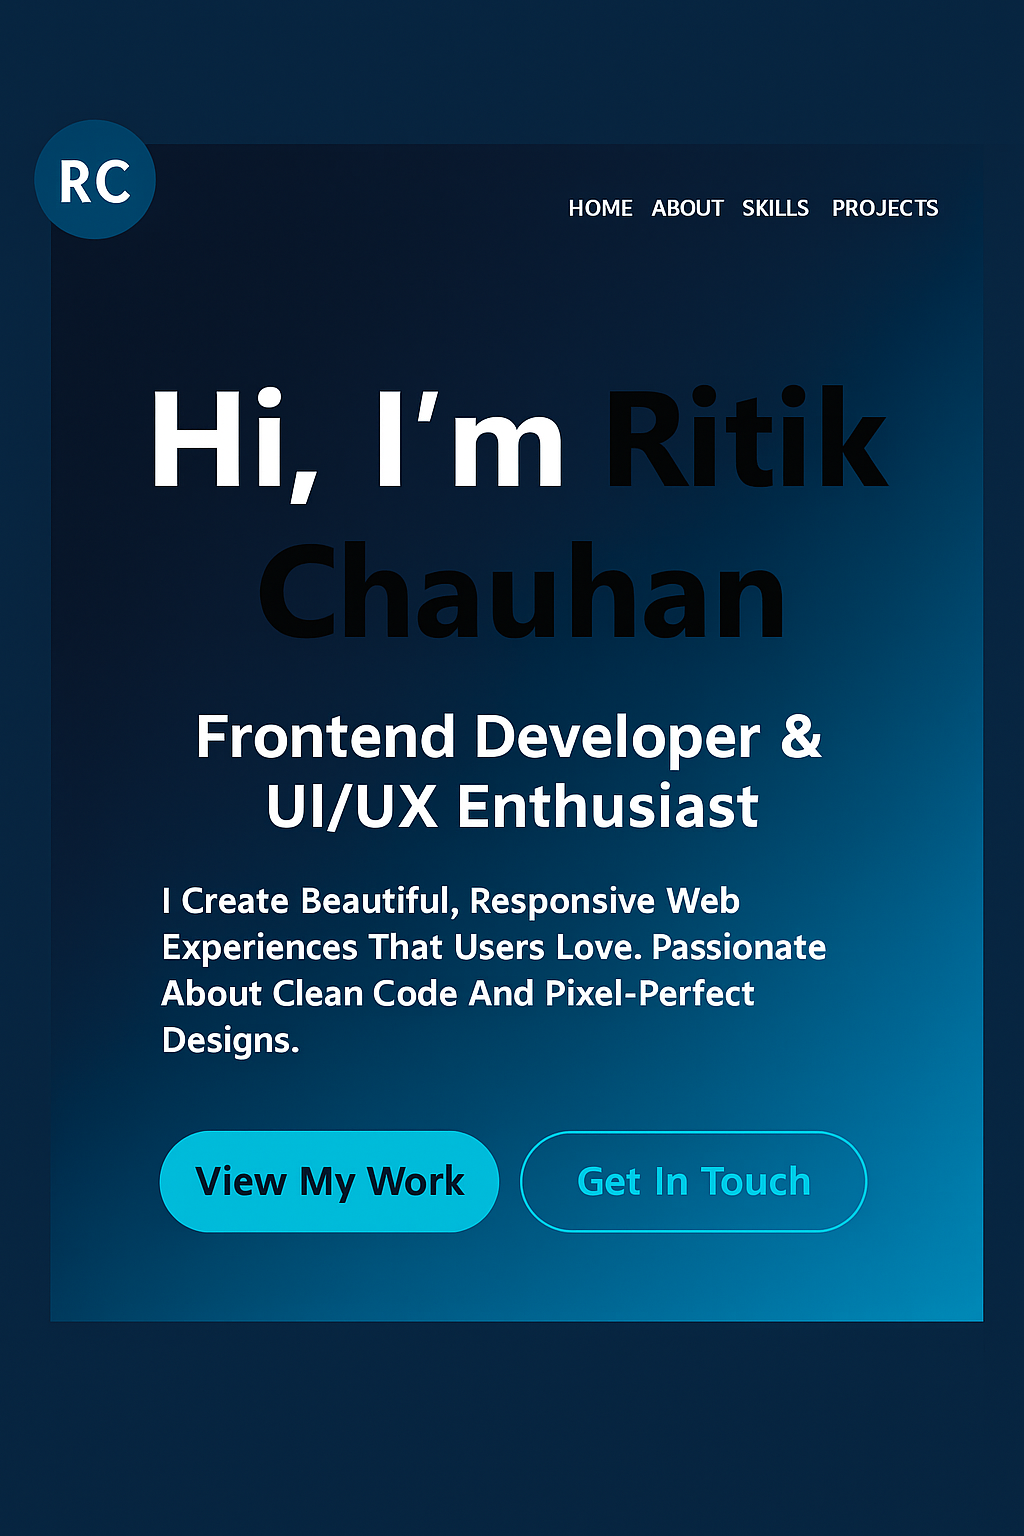 RC
HOME ABOUT SKILLS PROJECTS
Hi, I’m Ritik
Chauhan
Frontend Developer &
UI/UX Enthusiast
I Create Beautiful, Responsive Web
Experiences That Users Love. Passionate
About Clean Code And Pixel-Perfect
Designs.
View My Work Get In Touch